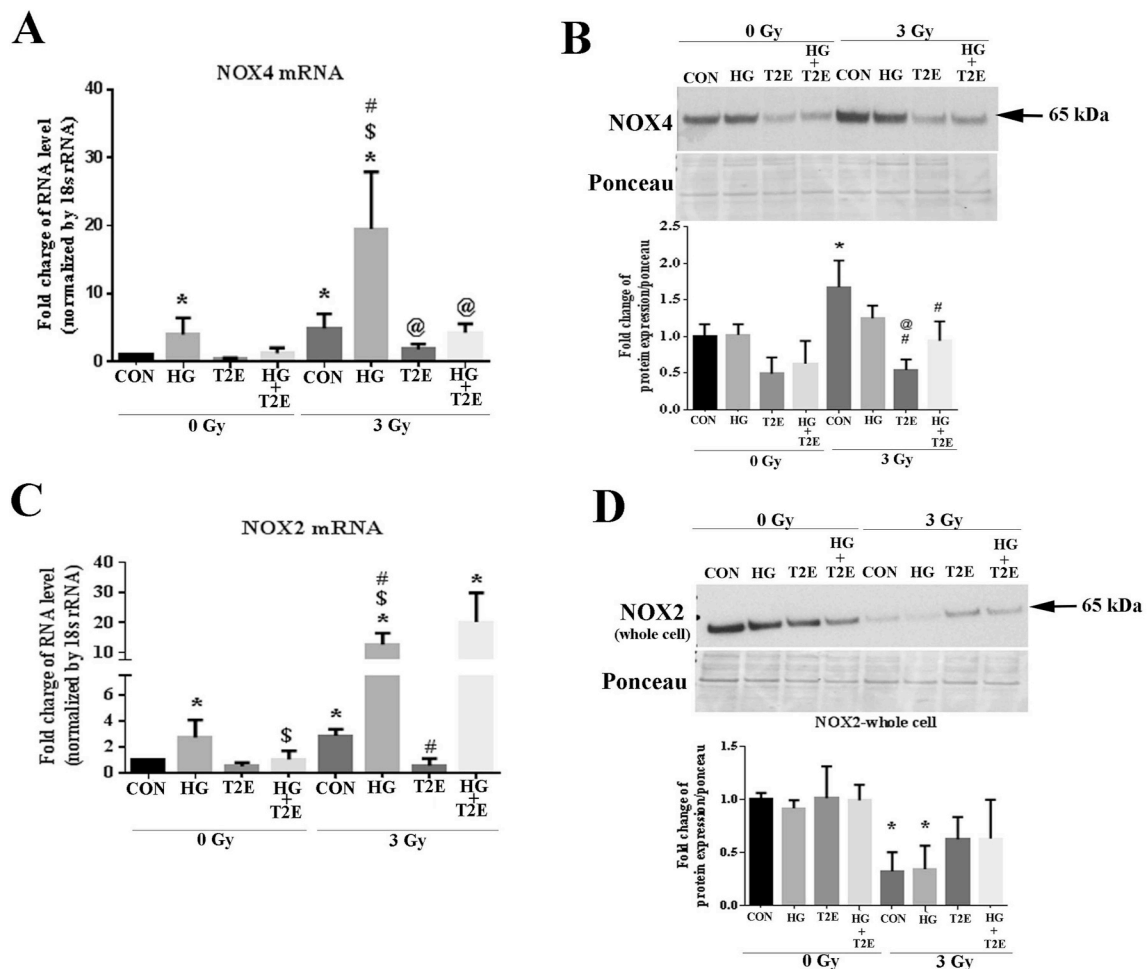 A
NOX4 mRNA
Fold charge of RNA level
(normalized by 18s rRNA)
40
30
20
10
0
#
$
*
*
*
@
@
CON HG T2E HG + T2E CON HG T2E HG + T2E
0 Gy 3 Gy
B
0 Gy 3 Gy
CON HG T2E HG + T2E CON HG T2E HG + T2E
NOX4
65 kDa
Ponceau
Fold change of
protein expression/ponceau
2.5
2.0
1.5
1.0
0.5
0.0
*
@
#
#
CON HG T2E HG + T2E CON HG T2E HG + T2E
0 Gy 3 Gy
C
NOX2 mRNA
Fold charge of RNA level
(normalized by 18s rRNA)
40
30
20
10
6
4
2
0
#
$
*
*
*
$
*
#
CON HG T2E HG + T2E CON HG T2E HG + T2E
0 Gy 3 Gy
D
0 Gy 3 Gy
CON HG T2E HG + T2E CON HG T2E HG + T2E
NOX2
(whole cell)
65 kDa
Ponceau
NOX2-whole cell
Fold change of
protein expression/ponceau
1.5
1.0
0.5
0.0
* *
CON HG T2E HG + T2E CON HG T2E HG + T2E
0 Gy 3 Gy